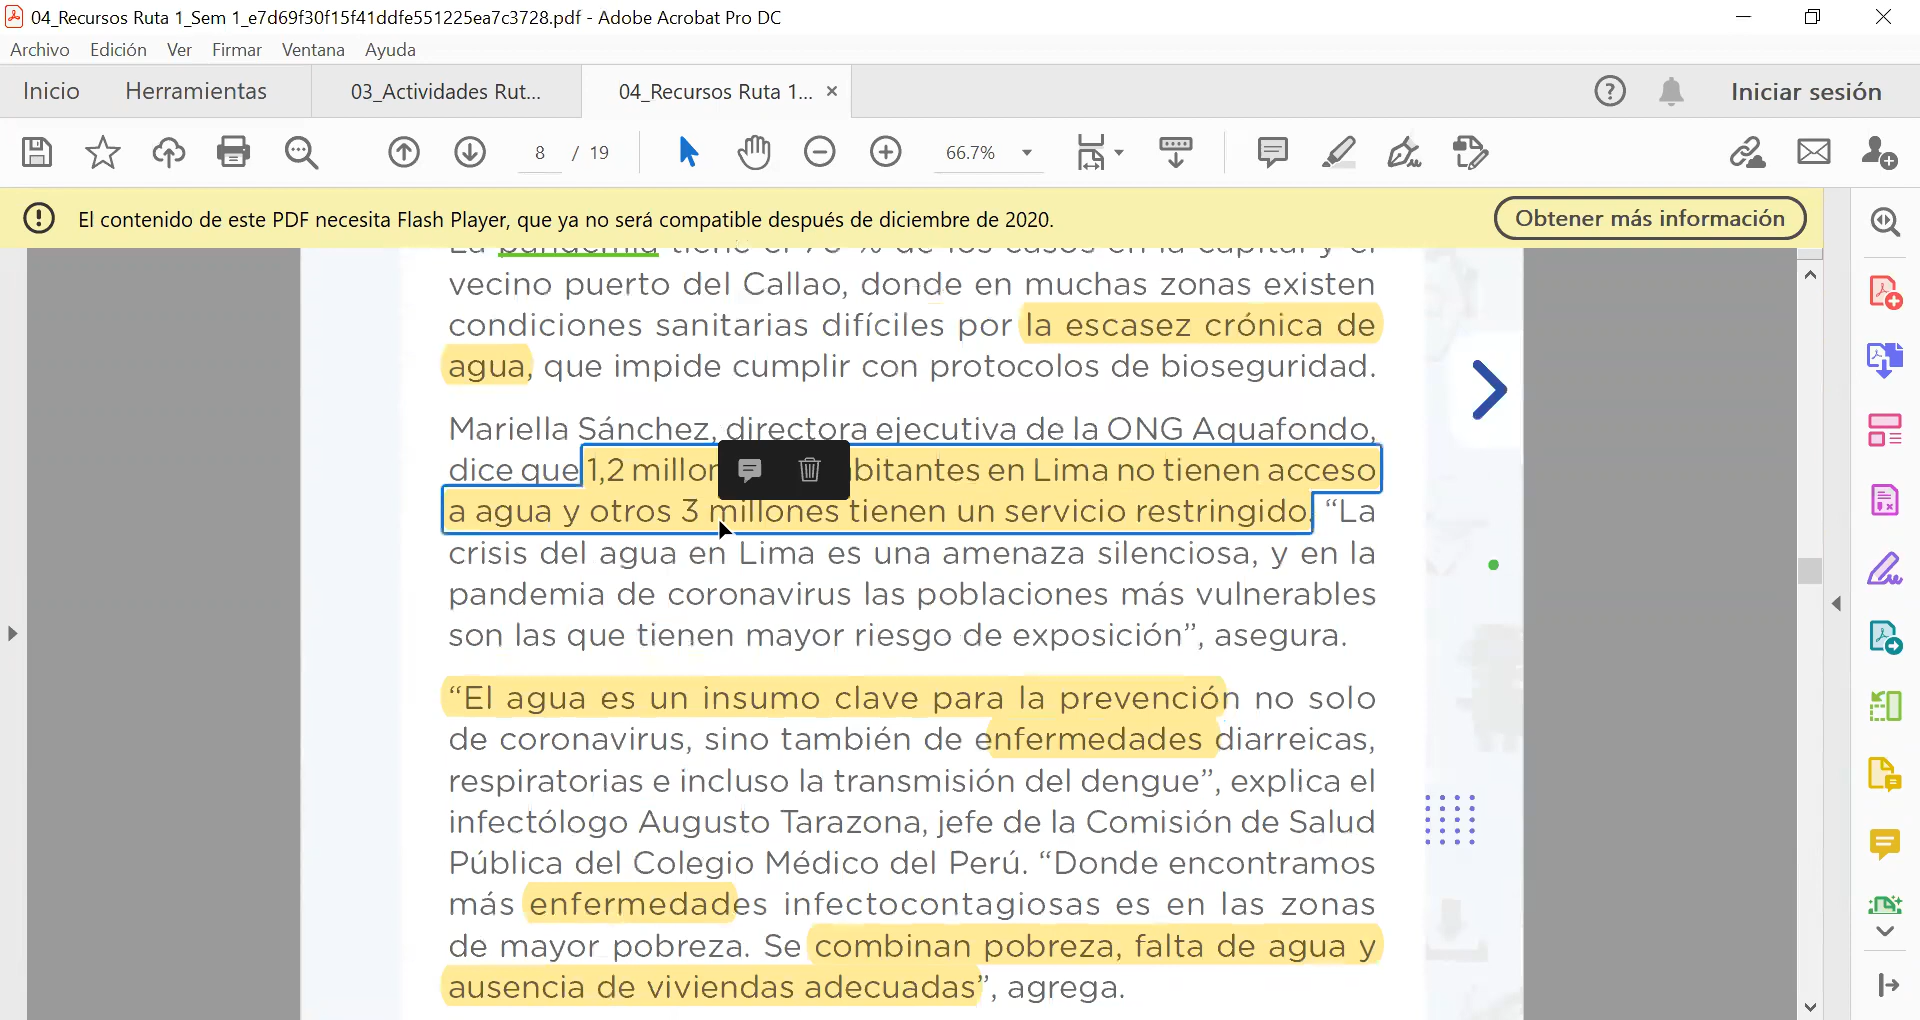 04_Recursos Ruta 1_Sem 1_e7d69f30f15f41ddfe551225ea7c3728.pdf - Adobe Acrobat Pro DC
Archivo Edición Ver Firmar Ventana Ayuda
Inicio Herramientas 03_Actividades Rut... 04_Recursos Ruta 1... × Iniciar sesión
8 / 19 66.7%
El contenido de este PDF necesita Flash Player, que ya no será compatible después de diciembre de 2020. Obtener más información
vecino puerto del Callao, donde en muchas zonas existen
condiciones sanitarias difíciles por la escasez crónica de
agua, que impide cumplir con protocolos de bioseguridad.
Mariella Sánchez, directora ejecutiva de la ONG Aquafondo,
dice que 1,2 en Lima no tienen acceso
a agua y otros 3 millones tienen un servicio restringido. “La
crisis del agua en Lima es una amenaza silenciosa, y en la
pandemia de coronavirus las poblaciones más vulnerables
son las que tienen mayor riesgo de exposición”, asegura.
“El agua es un insumo clave para la prevención no solo
de coronavirus, sino también de enfermedades diarreicas,
respiratorias e incluso la transmisión del dengue”, explica el
infectólogo Augusto Tarazona, jefe de la Comisión de Salud
Pública del Colegio Médico del Perú. “Donde encontramos
más enfermedades infectocontagiosas es en las zonas
de mayor pobreza. Se combinan pobreza, falta de agua y
ausencia de viviendas adecuadas”, agrega.